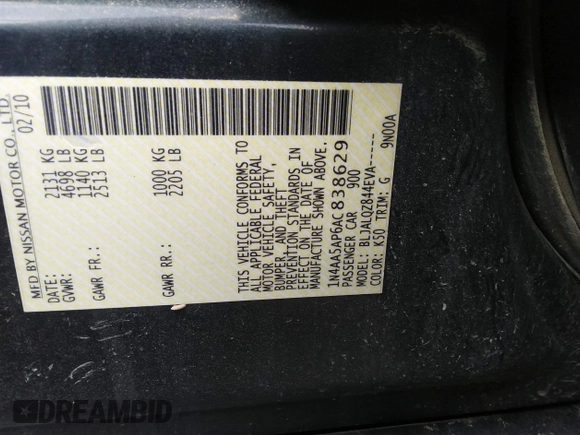 MFD BY NISSAN MOTOR CO., LTD.
DATE: 02/10
GVWR: 2131 KG
4698 LB
GAWR FR.: 1140 KG
2513 LB
GAWR RR.: 1000 KG
2205 LB
THIS VEHICLE CONFORMS TO
ALL APPLICABLE FEDERAL
MOTOR VEHICLE SAFETY,
BUMPER, AND THEFT
PREVENTION STANDARDS IN
EFFECT ON THE DATE OF
MANUFACTURE SHOWN ABOVE.
1N4AA5AP6AC838629
PASSENGER CAR 900
MODEL: BL1ALQZ844EVA-----
COLOR: K50 TRIM: G 9N00A
DREAMBID